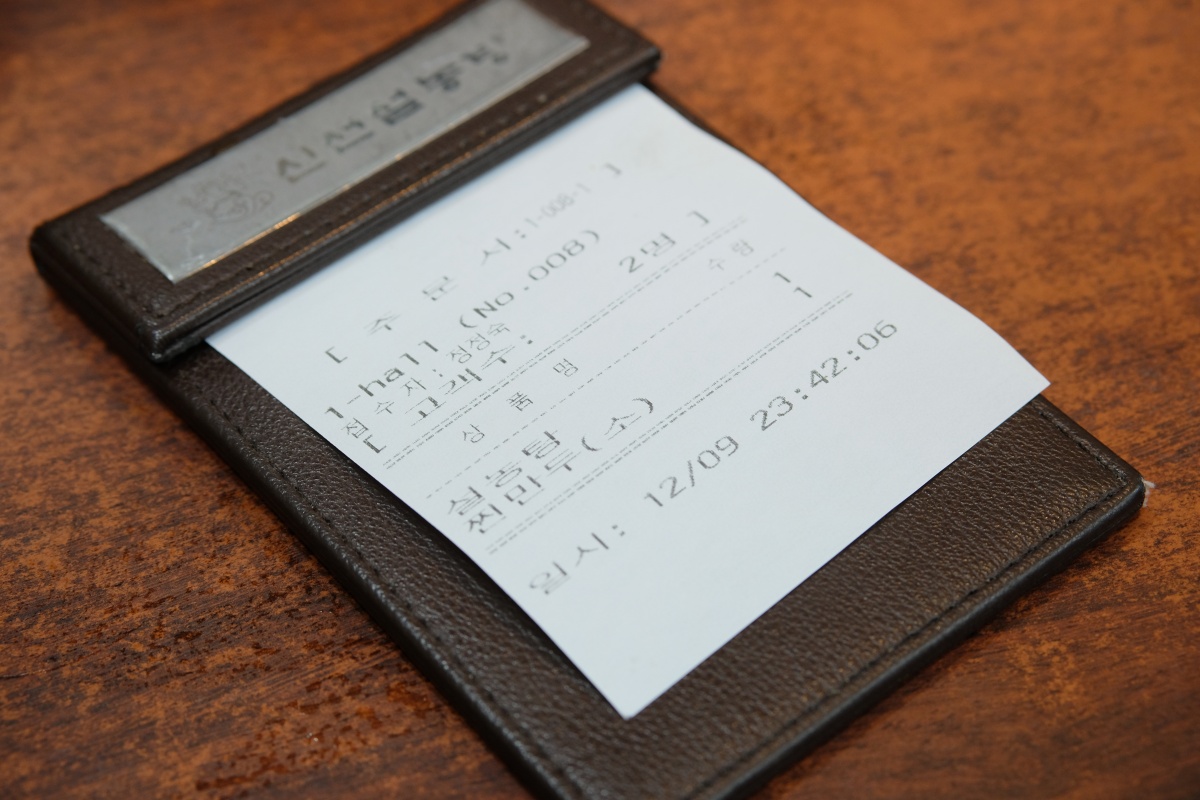 신선설농탕
[ 주 문 서:1-008-1 ]
1-hall (No.008)
접 수 자 : 정정숙
[ 고객수: 2명 ]
상 품 명 수 량
설농탕 1
찐만두(소) 1
일시: 12/09 23:42:06